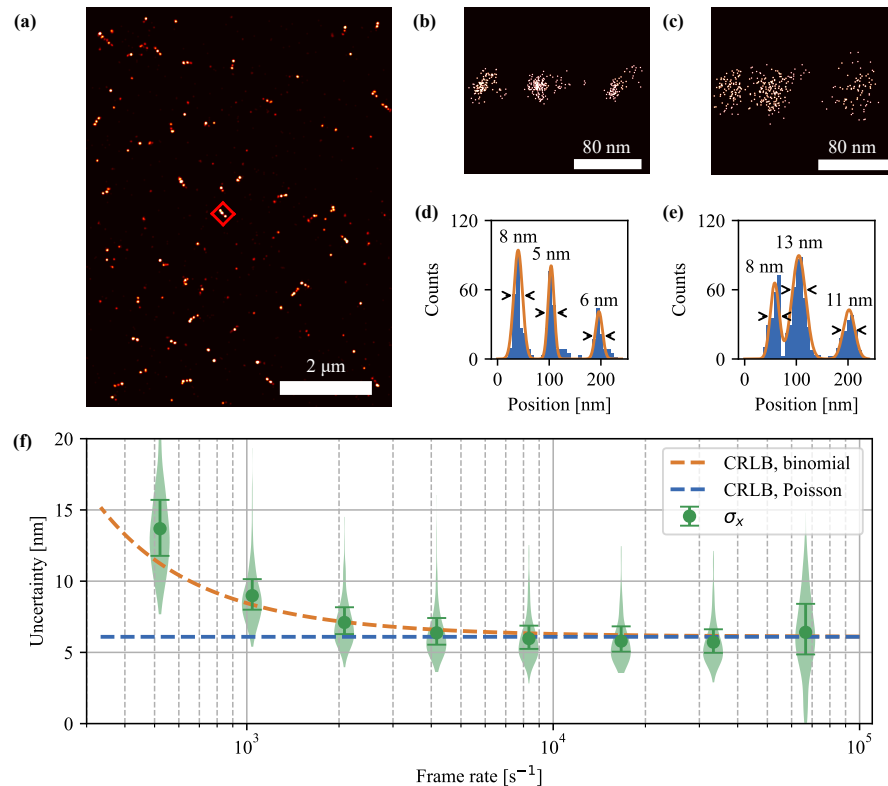 (a)
2 μm
(b)
80 nm
(c)
80 nm
(d)
120
60
0
Counts
8 nm
5 nm
6 nm
0 100 200
Position [nm]
(e)
120
60
0
Counts
8 nm
13 nm
11 nm
0 100 200
Position [nm]
(f)
20
15
10
5
0
Uncertainty [nm]
CRLB, binomial
CRLB, Poisson
σₓ
10³ 10⁴ 10⁵
Frame rate [s⁻¹]